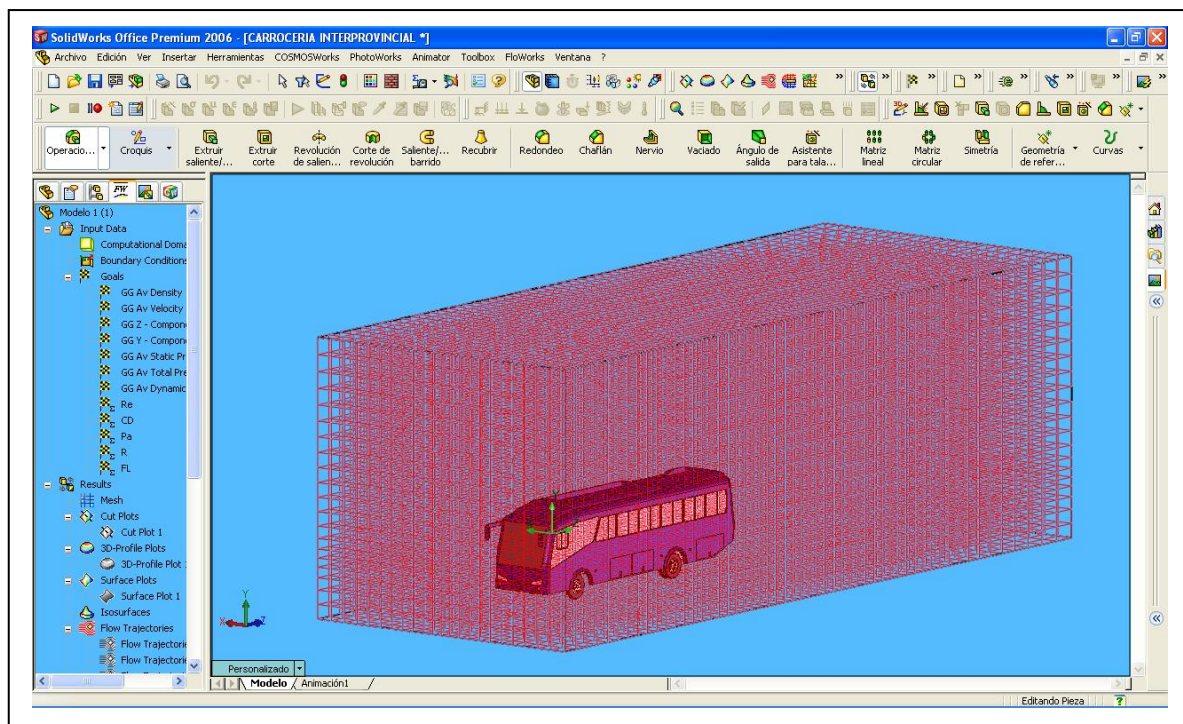 SolidWorks Office Premium 2006 - [CARROCERIA INTERPROVINCIAL *]
Archivo Edición Ver Insertar Herramientas COSMOSWorks PhotoWorks Animator Toolbox FloWorks Ventana ?
Operacio... Croquis Extruir saliente/... Extruir corte Revolución de salien... Corte de revolución Saliente/... barrido Recubrir Redondeo Chaflán Nervio Vaciado Ángulo de salida Asistente para tala... Matriz lineal Matriz circular Simetría Geometría de refer... Curvas
Modelo 1 (1)
Input Data
Computational Doma
Boundary Conditions
Goals
GG Av Density
GG Av Velocity
GG Z - Compon
GG Y - Compon
GG Av Static Pr
GG Av Total Pre
GG Av Dynamic
Re
CD
Pa
R
FL
Results
Mesh
Cut Plots
Cut Plot 1
3D-Profile Plots
3D-Profile Plot
Surface Plots
Surface Plot 1
Isosurfaces
Flow Trajectories
Flow Trajectorie
Flow Trajectorie
Y
Y
X Z
Personalizado
Modelo Animación1
Editando Pieza ?